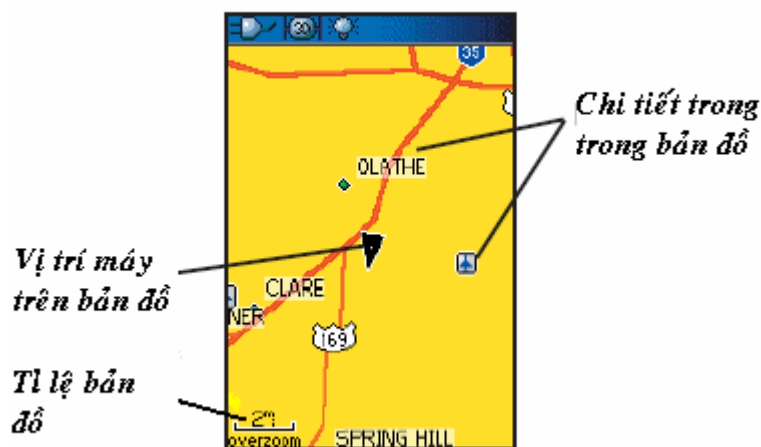 3D
35
Chi tiết trong
trong bản đồ
OLATHE
Vị trí máy
trên bản đồ
CLARE
NER
169
Tỉ lệ bản
đồ
2m
overzoom
SPRING HILL